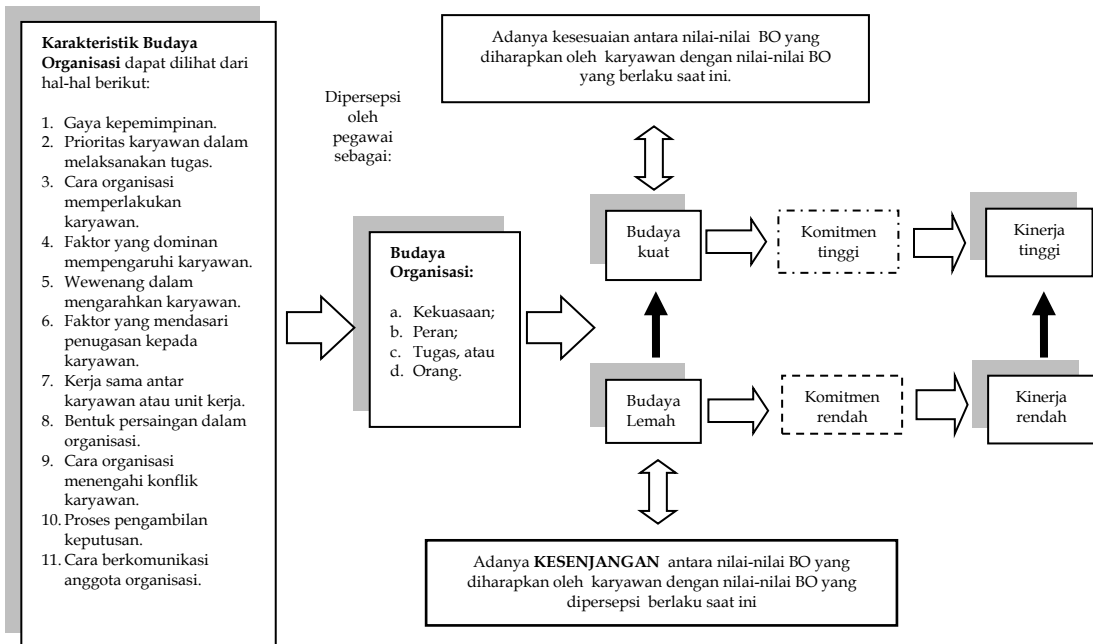 Karakteristik Budaya
Organisasi dapat dilihat dari
hal-hal berikut:
1. Gaya kepemimpinan.
2. Prioritas karyawan dalam
melaksanakan tugas.
3. Cara organisasi
memperlakukan
karyawan.
4. Faktor yang dominan
mempengaruhi karyawan.
5. Wewenang dalam
mengarahkan karyawan.
6. Faktor yang mendasari
penugasan kepada
karyawan.
7. Kerja sama antar
karyawan atau unit kerja.
8. Bentuk persaingan dalam
organisasi.
9. Cara organisasi
menengahi konflik
karyawan.
10. Proses pengambilan
keputusan.
11. Cara berkomunikasi
anggota organisasi.
Dipersepsi
oleh
pegawai
sebagai:
Budaya
Organisasi:
a. Kekuasaan;
b. Peran;
c. Tugas, atau
d. Orang.
Adanya kesesuaian antara nilai-nilai BO yang
diharapkan oleh karyawan dengan nilai-nilai BO
yang berlaku saat ini.
Budaya
kuat
Komitmen
tinggi
Kinerja
tinggi
Budaya
Lemah
Komitmen
rendah
Kinerja
rendah
Adanya KESENJANGAN antara nilai-nilai BO yang
diharapkan oleh karyawan dengan nilai-nilai BO yang
dipersepsi berlaku saat ini